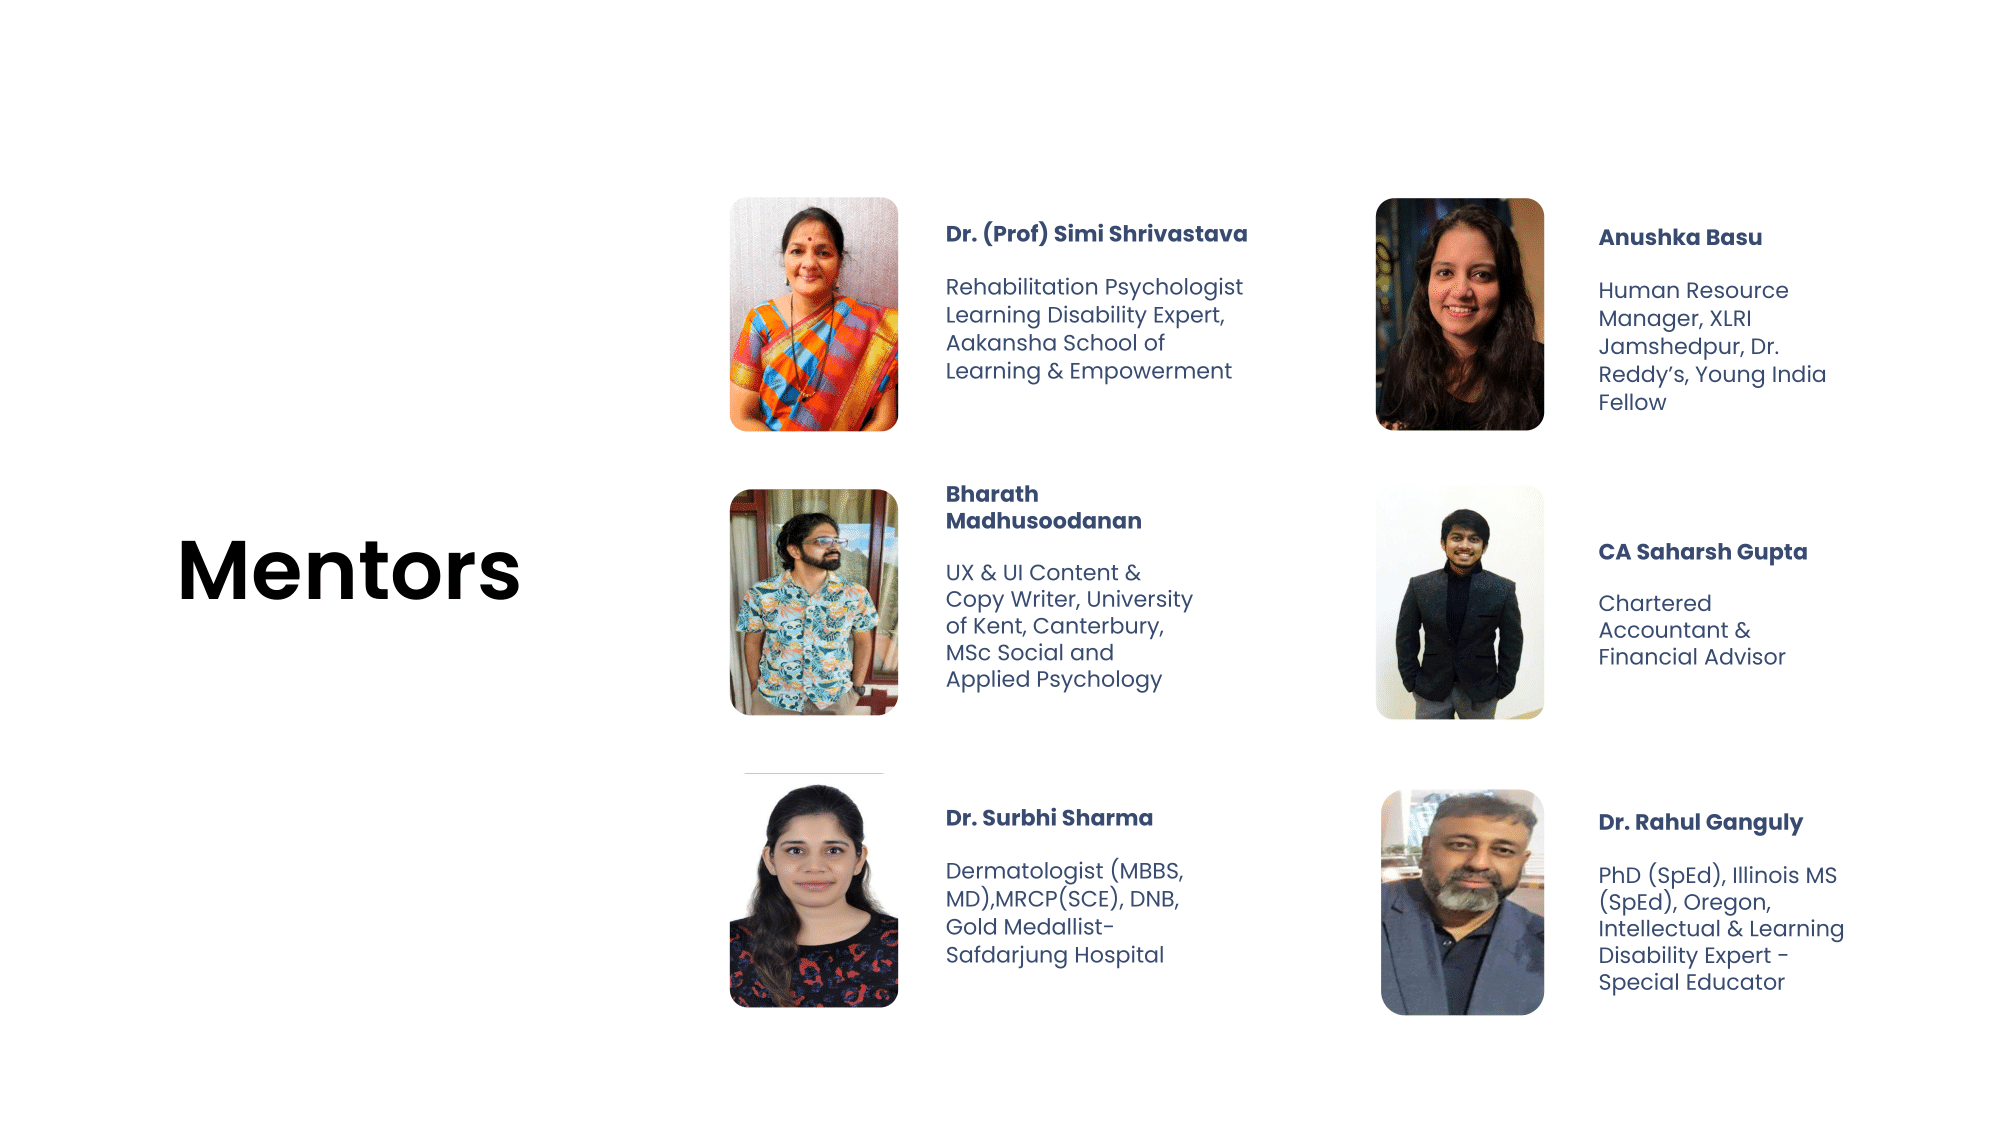 Mentors
Dr. (Prof) Simi Shrivastava
Rehabilitation Psychologist
Learning Disability Expert,
Aakansha School of
Learning & Empowerment
Anushka Basu
Human Resource
Manager, XLRI
Jamshedpur, Dr.
Reddy’s, Young India
Fellow
Bharath
Madhusoodanan
UX & UI Content &
Copy Writer, University
of Kent, Canterbury,
MSc Social and
Applied Psychology
CA Saharsh Gupta
Chartered
Accountant &
Financial Advisor
Dr. Surbhi Sharma
Dermatologist (MBBS,
MD),MRCP(SCE), DNB,
Gold Medallist-
Safdarjung Hospital
Dr. Rahul Ganguly
PhD (SpEd), Illinois MS
(SpEd), Oregon,
Intellectual & Learning
Disability Expert -
Special Educator